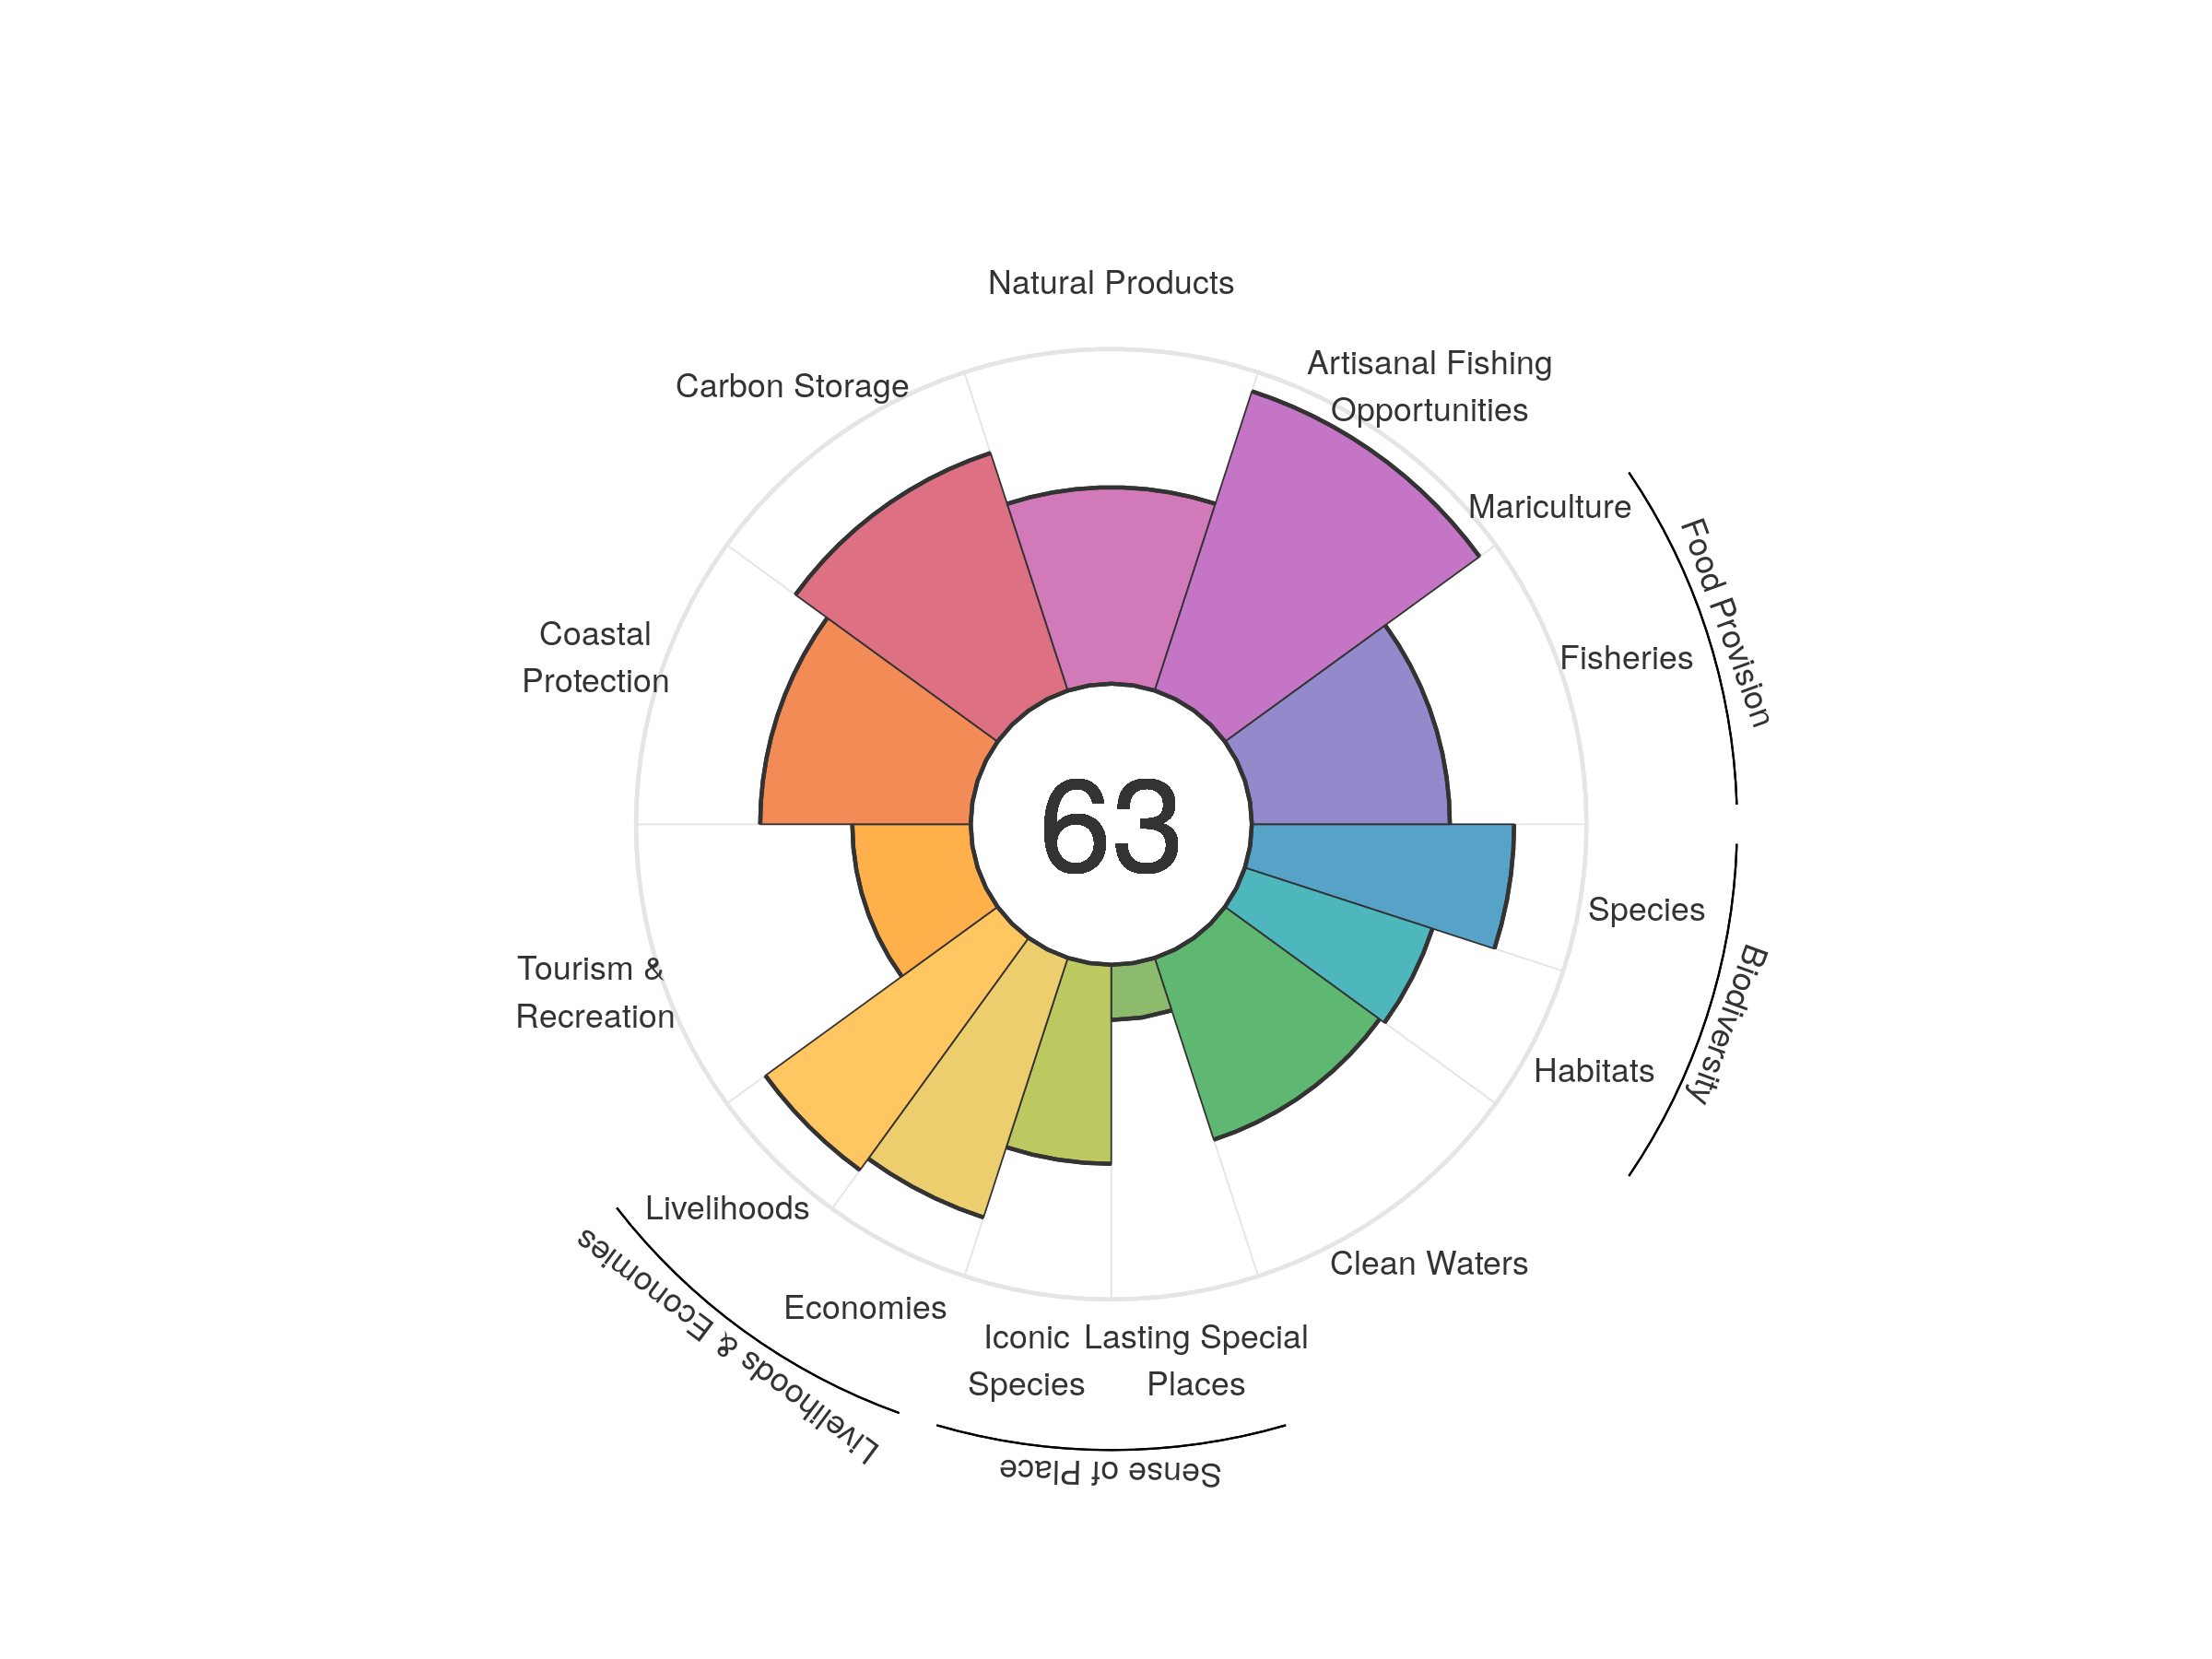 Natural Products
Artisanal Fishing
Opportunities
Carbon Storage
Mariculture
Food Provision
Coastal
Protection
Fisheries
63
Species
Biodiversity
Tourism &
Recreation
Habitats
Livelihoods
Clean Waters
Livelihoods & Economies
Economies
Iconic
Species
Lasting Special
Places
Sense of Place